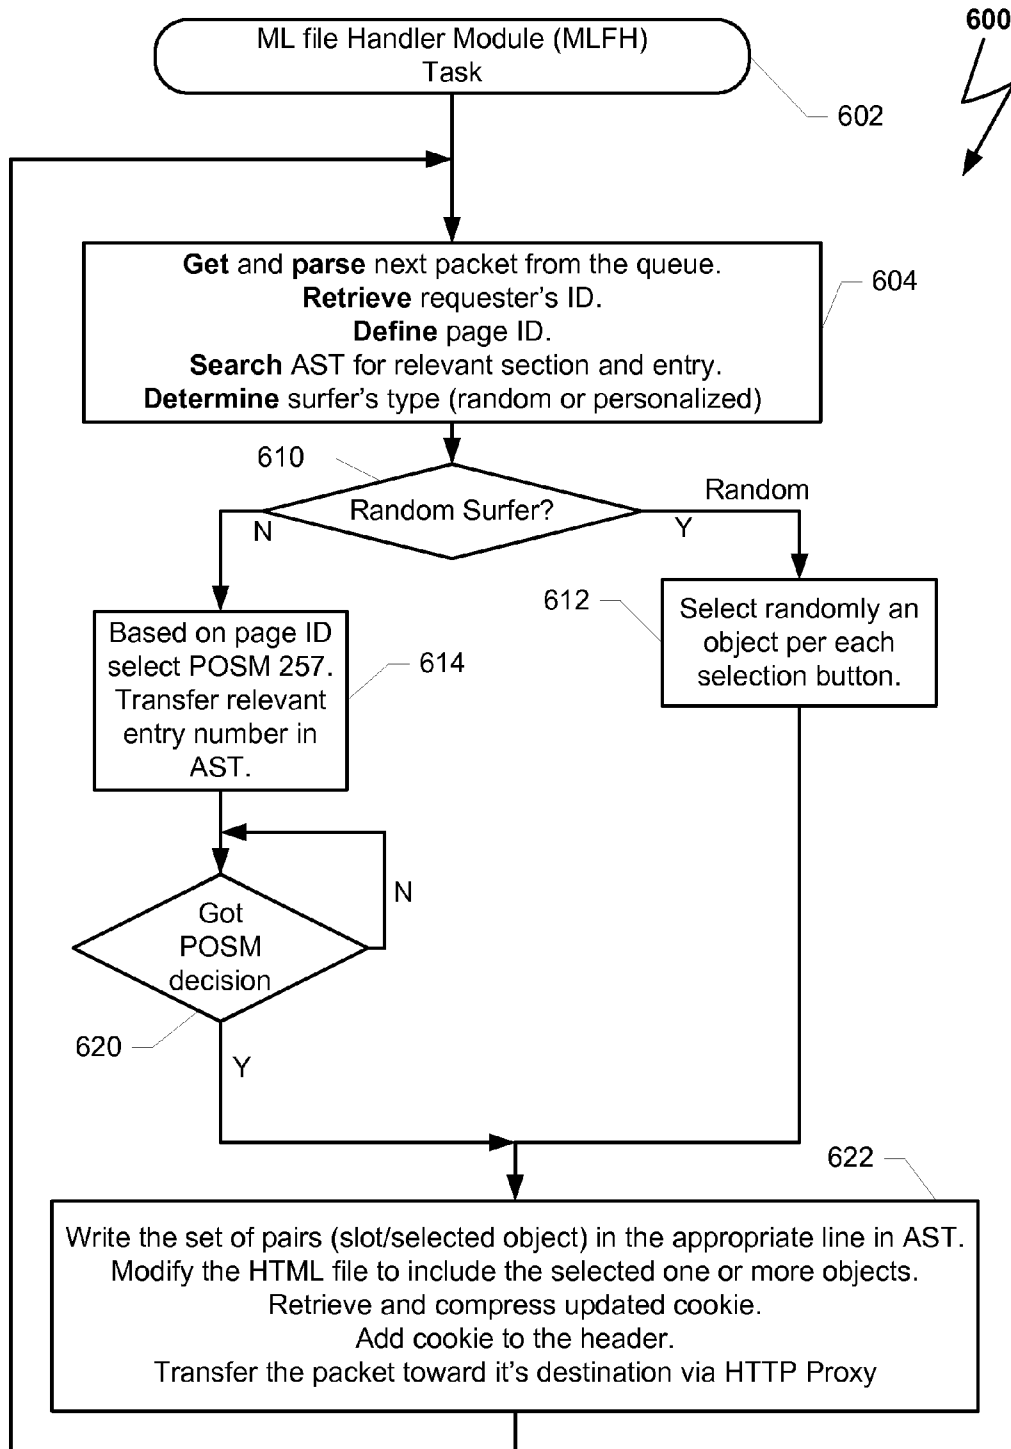 600
ML file Handler Module (MLFH)
Task
602
Get and parse next packet from the queue.
Retrieve requester's ID.
Define page ID.
Search AST for relevant section and entry.
Determine surfer's type (random or personalized)
604
610
Random Surfer?
Random
N
Y
612
Select randomly an
object per each
selection button.
Based on page ID
select POSM 257.
Transfer relevant
entry number in
AST.
614
N
Got
POSM
decision
620
Y
622
Write the set of pairs (slot/selected object) in the appropriate line in AST.
Modify the HTML file to include the selected one or more objects.
Retrieve and compress updated cookie.
Add cookie to the header.
Transfer the packet toward it's destination via HTTP Proxy